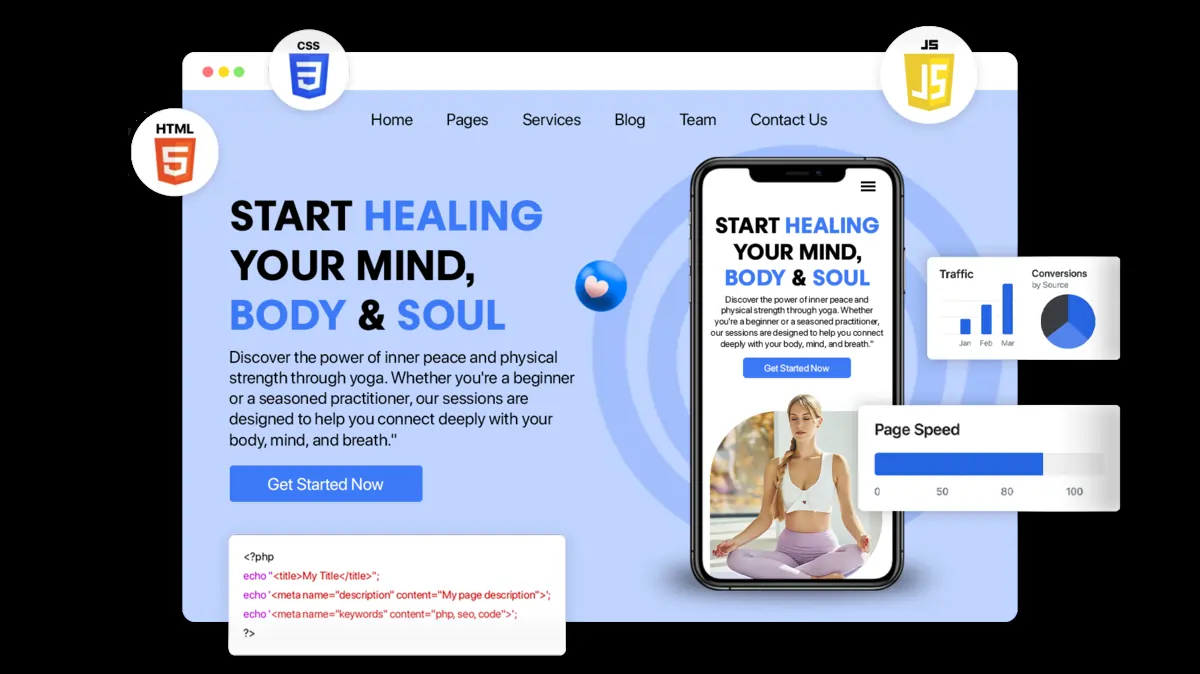 CSS
3
JS
JS
HTML
5
Home Pages Services Blog Team Contact Us
START HEALING
YOUR MIND,
BODY & SOUL
Discover the power of inner peace and physical
strength through yoga. Whether you're a beginner
or a seasoned practitioner, our sessions are
designed to help you connect deeply with your
body, mind, and breath."
Get Started Now
<?php
echo "<title>My Title</title>";
echo '<meta name="description" content="My page description">';
echo '<meta name="keywords" content="php, seo, code">';
?>
START HEALING
YOUR MIND,
BODY & SOUL
Discover the power of inner peace and
physical strength through yoga. Whether
you're a beginner or a seasoned practitioner,
our sessions are designed to help you connect
deeply with your body, mind, and breath."
Get Started Now
Traffic
Jan Feb Mar
Conversions
by Source
Page Speed
0 50 80 100